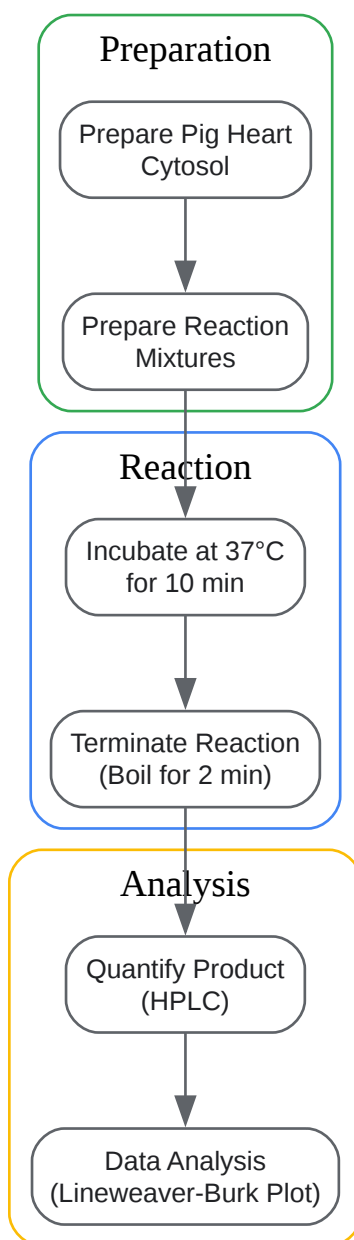 Preparation
Prepare Pig Heart
Cytosol
Prepare Reaction
Mixtures
Reaction
Incubate at 37°C
for 10 min
Terminate Reaction
(Boil for 2 min)
Analysis
Quantify Product
(HPLC)
Data Analysis
(Lineweaver-Burk Plot)